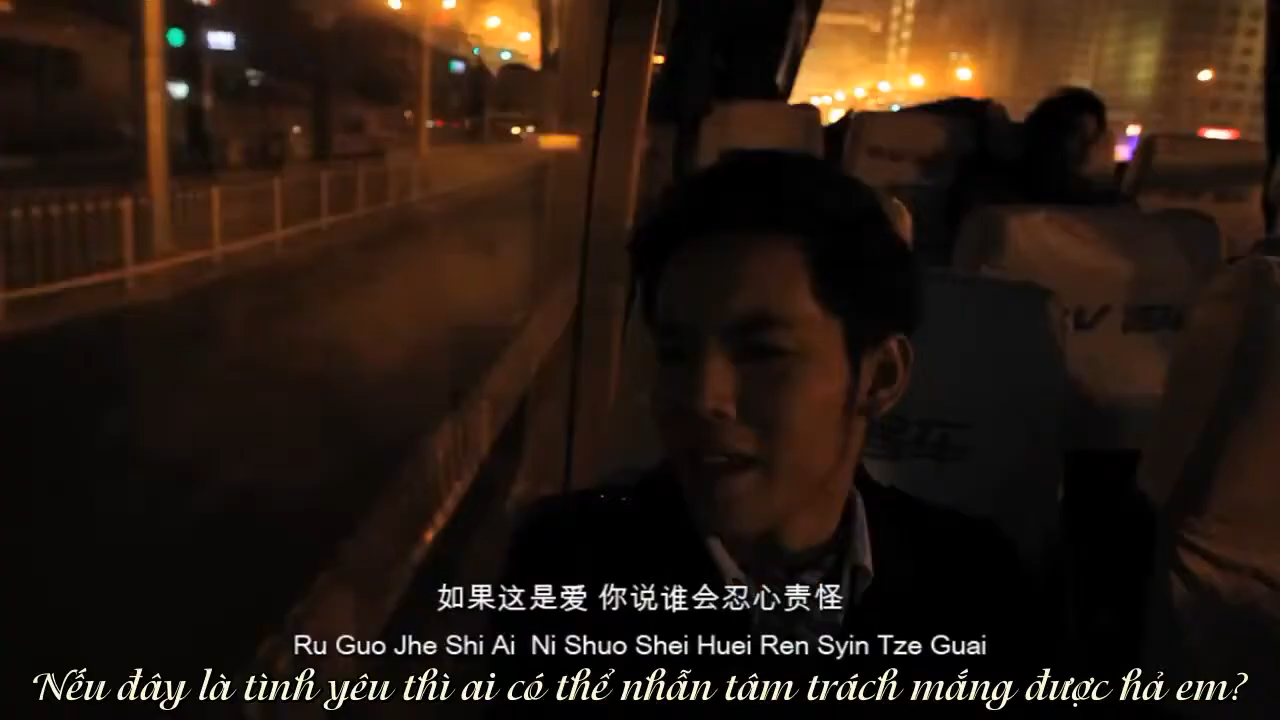 如果这是爱 你说谁会忍心责怪
Ru Guo Jhe Shi Ai  Ni Shuo Shei Huei Ren Syin Tze Guai
Nếu đây là tình yêu thì ai có thể nhẫn tâm trách mắng được hả em?